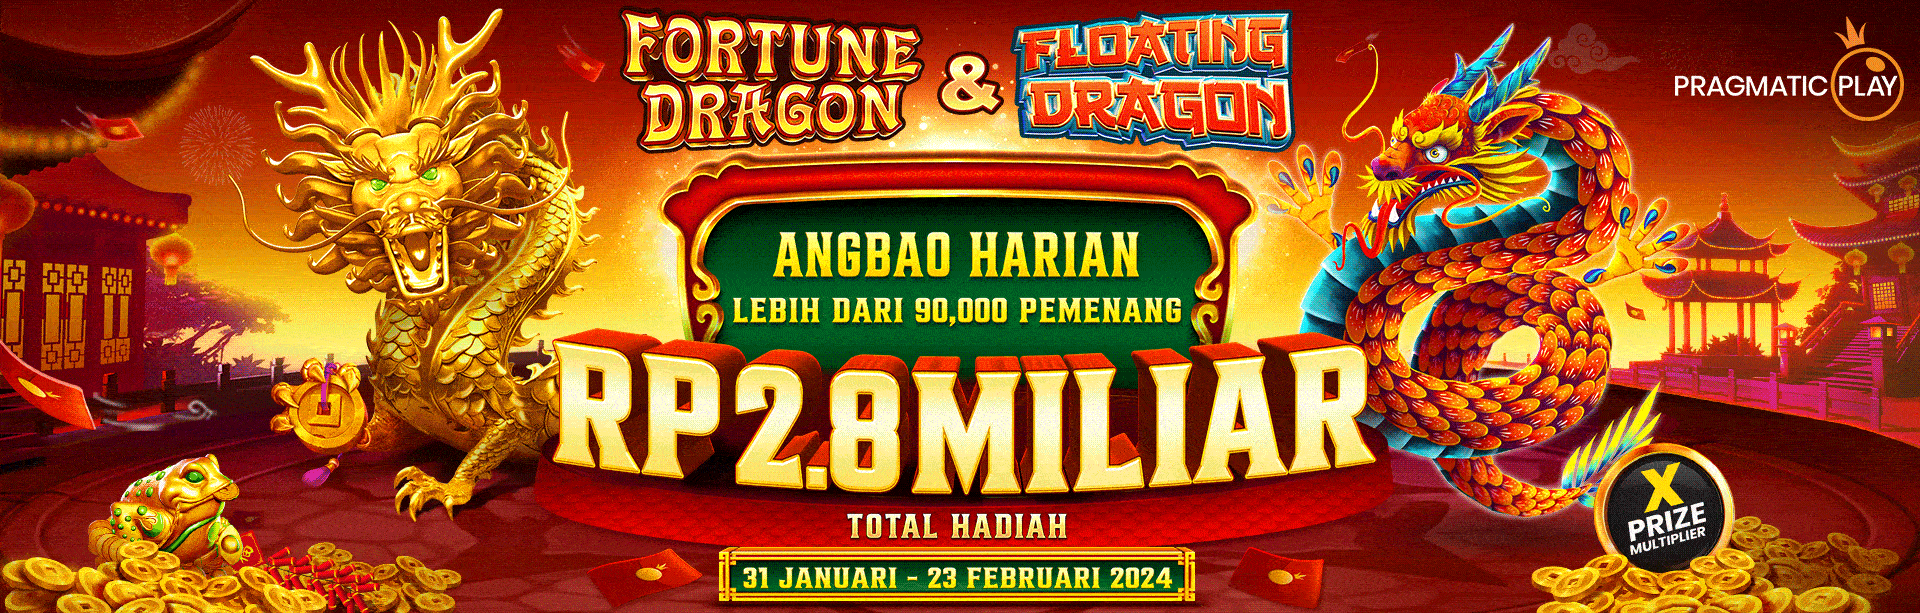 FORTUNE DRAGON
&
FLOATING DRAGON
PRAGMATIC PLAY
ANGBAO HARIAN
LEBIH DARI 90,000 PEMENANG
RP2.8MILIAR
TOTAL HADIAH
31 JANUARI - 23 FEBRUARI 2024
X
PRIZE
MULTIPLIER